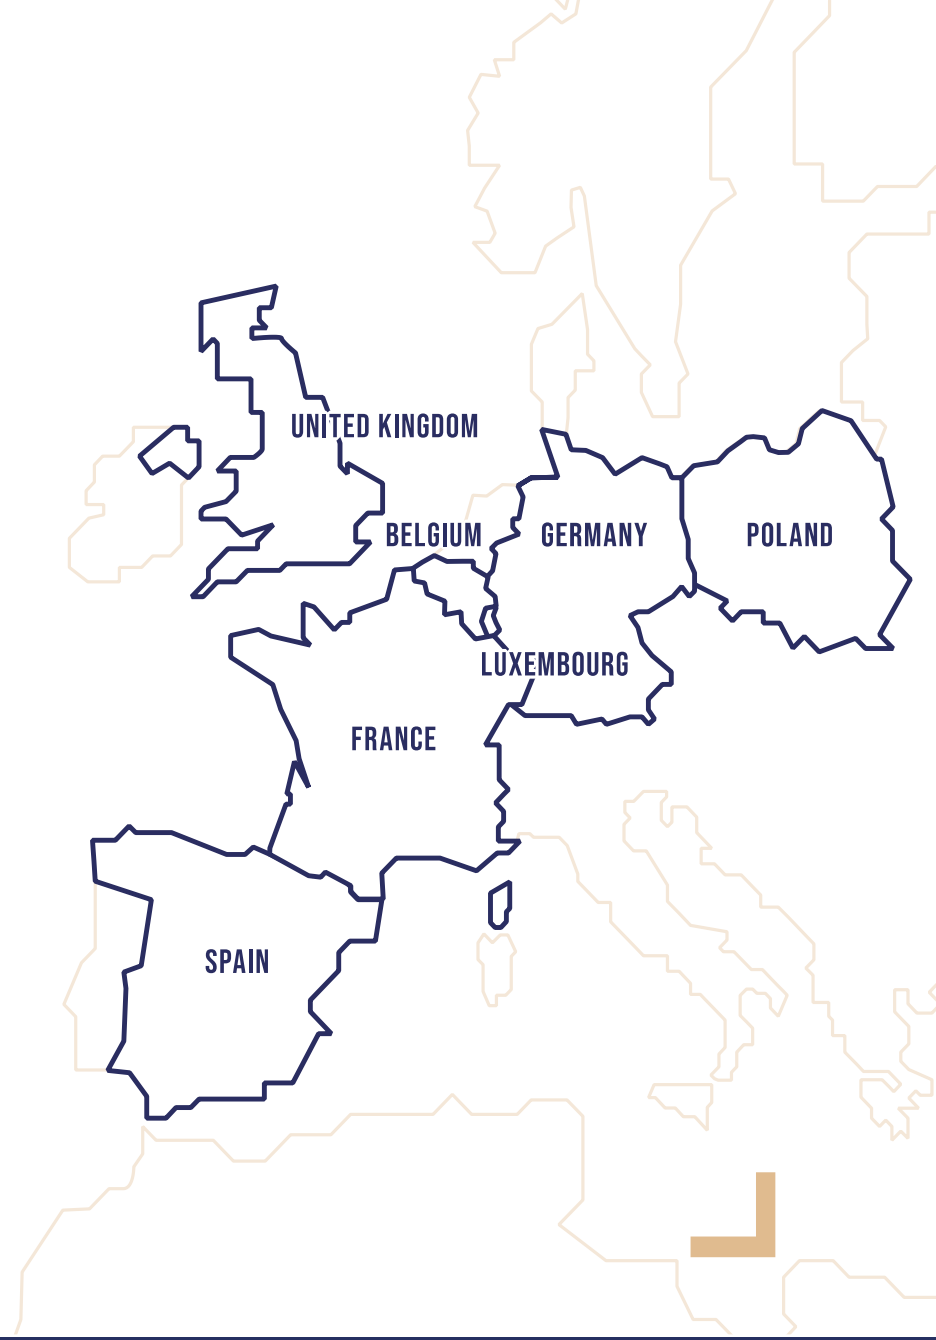 UNITED KINGDOM
BELGIUM
GERMANY
POLAND
LUXEMBOURG
FRANCE
SPAIN